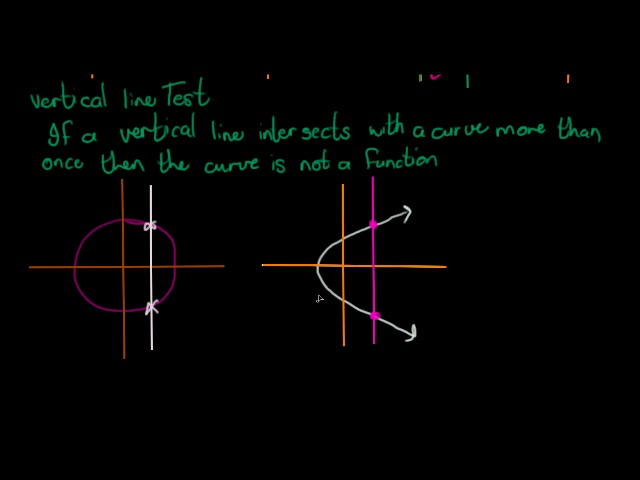 vertical line Test
If a vertical line intersects with a curve more than
once then the curve is not a function